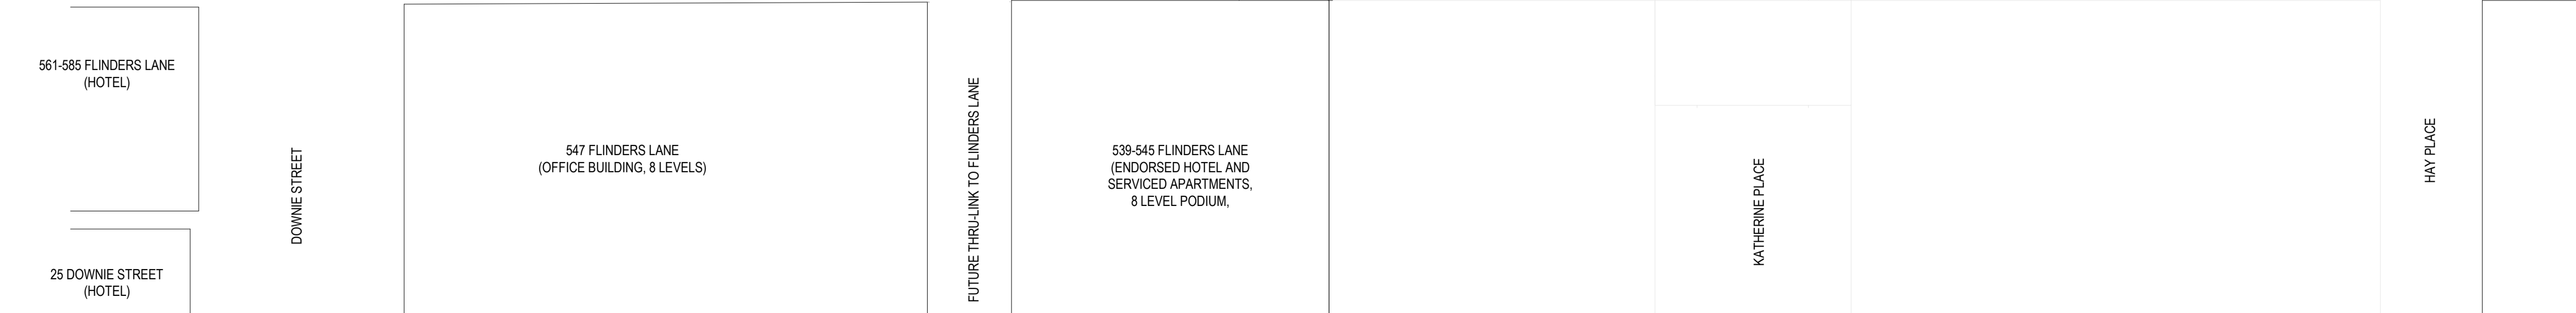 561-585 FLINDERS LANE
(HOTEL)
25 DOWNIE STREET
(HOTEL)
DOWNIE STREET
547 FLINDERS LANE
(OFFICE BUILDING, 8 LEVELS)
FUTURE THRU-LINK TO FLINDERS LANE
539-545 FLINDERS LANE
(ENDORSED HOTEL AND
SERVICED APARTMENTS,
8 LEVEL PODIUM,
KATHERINE PLACE
HAY PLACE